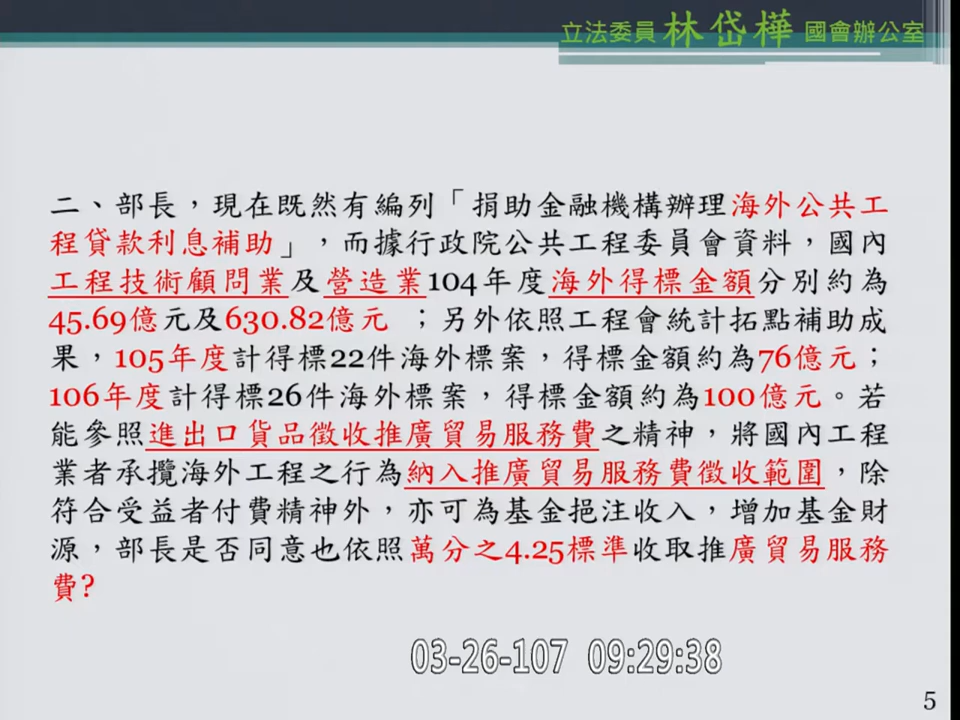 立法委員 林岱樺 國會辦公室
二、部長，現在既然有編列「捐助金融機構辦理海外公共工
程貸款利息補助」，而據行政院公共工程委員會資料，國內
工程技術顧問業及營造業104年度海外得標金額分別約為
45.69億元及630.82億元 ；另外依照工程會統計拓點補助成
果，105年度計得標22件海外標案，得標金額約為76億元；
106年度計得標26件海外標案，得標金額約為100億元。若
能參照進出口貨品徵收推廣貿易服務費之精神，將國內工程
業者承攬海外工程之行為納入推廣貿易服務費徵收範圍，除
符合受益者付費精神外，亦可為基金挹注收入，增加基金財
源，部長是否同意也依照萬分之4.25標準收取推廣貿易服務
費?
03-26-107 09:29:38
5